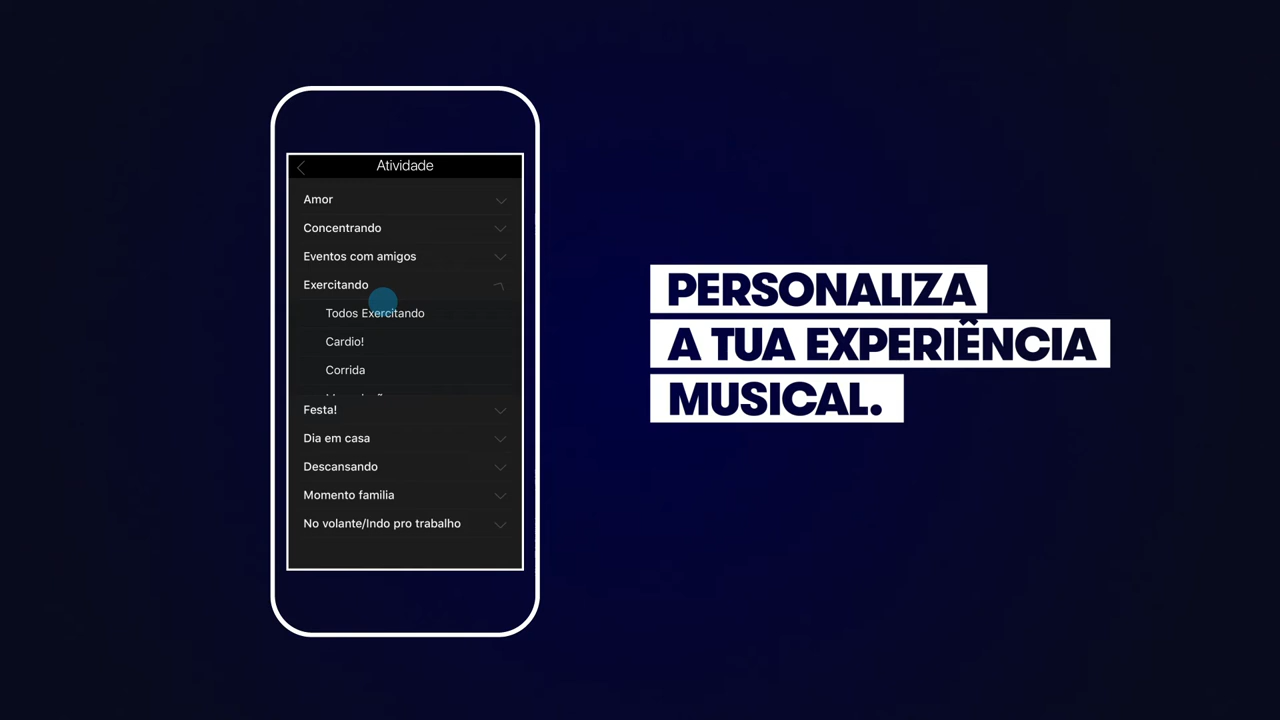 Atividade
Amor
Concentrando
Eventos com amigos
Exercitando
Todos Exercitando
Cardio!
Corrida
Festa!
Dia em casa
Descansando
Momento familia
No volante/Indo pro trabalho
PERSONALIZA
A TUA EXPERIÊNCIA
MUSICAL.